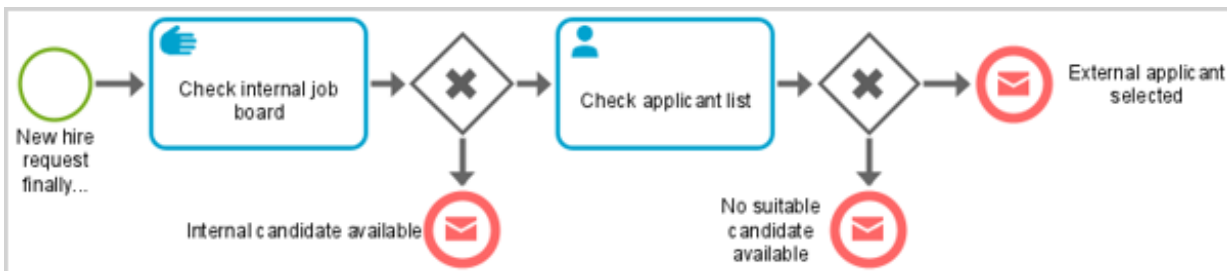 Check internal job
board
Check applicant list
External applicant
selected
New hire
request
finally...
Internal candidate available
No suitable
candidate
available